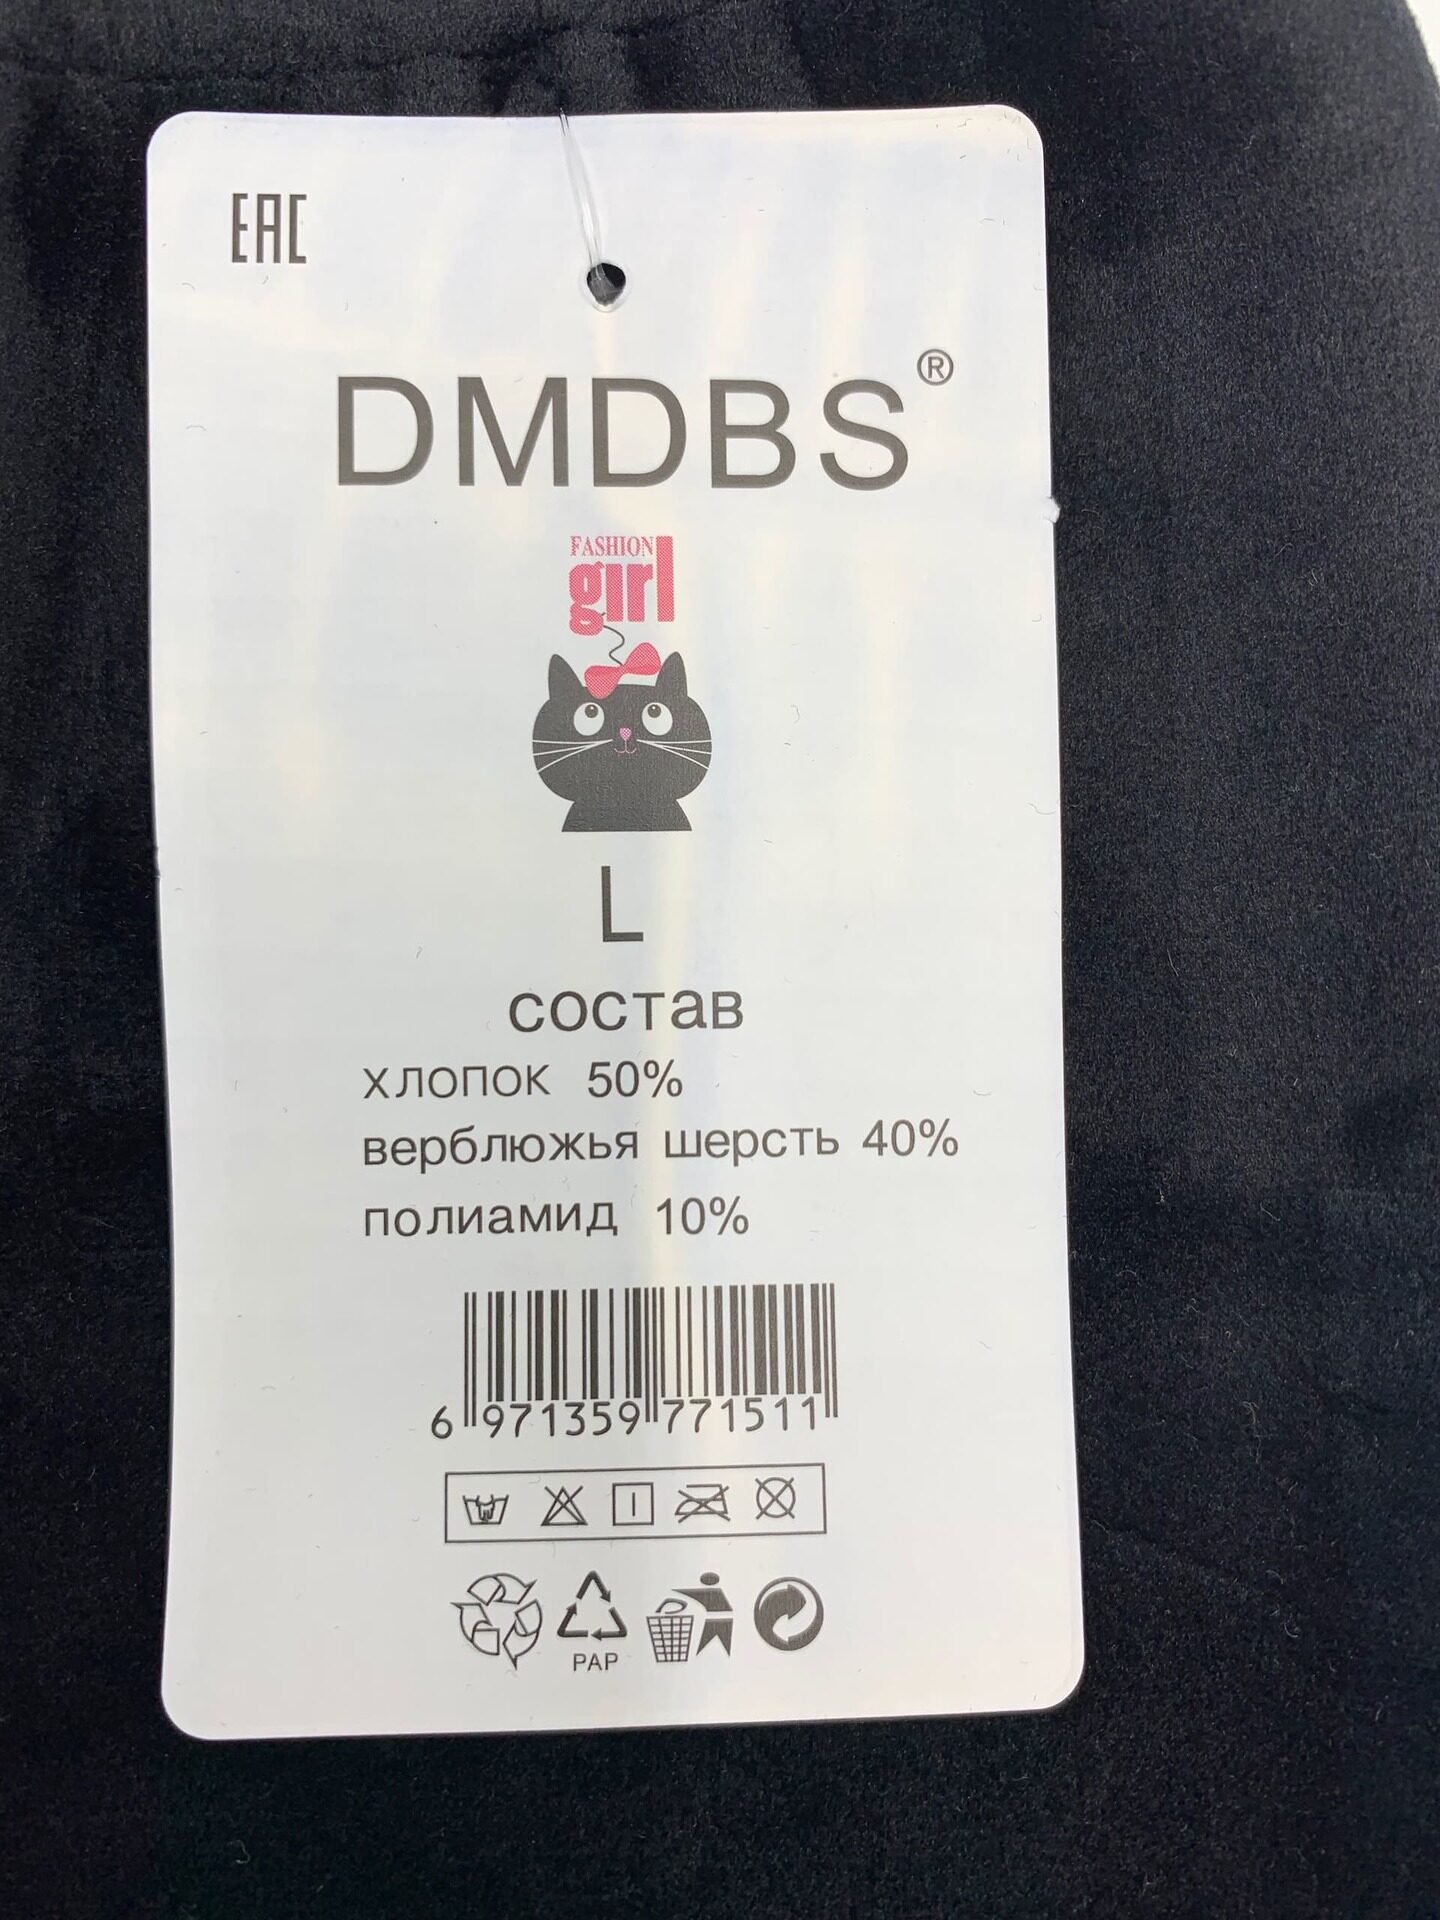 EAC
DMDBS®
FASHION
girl
L
состав
хлопок 50%
верблюжья шерсть 40%
полиамид 10%
6 971359 771511
PAP